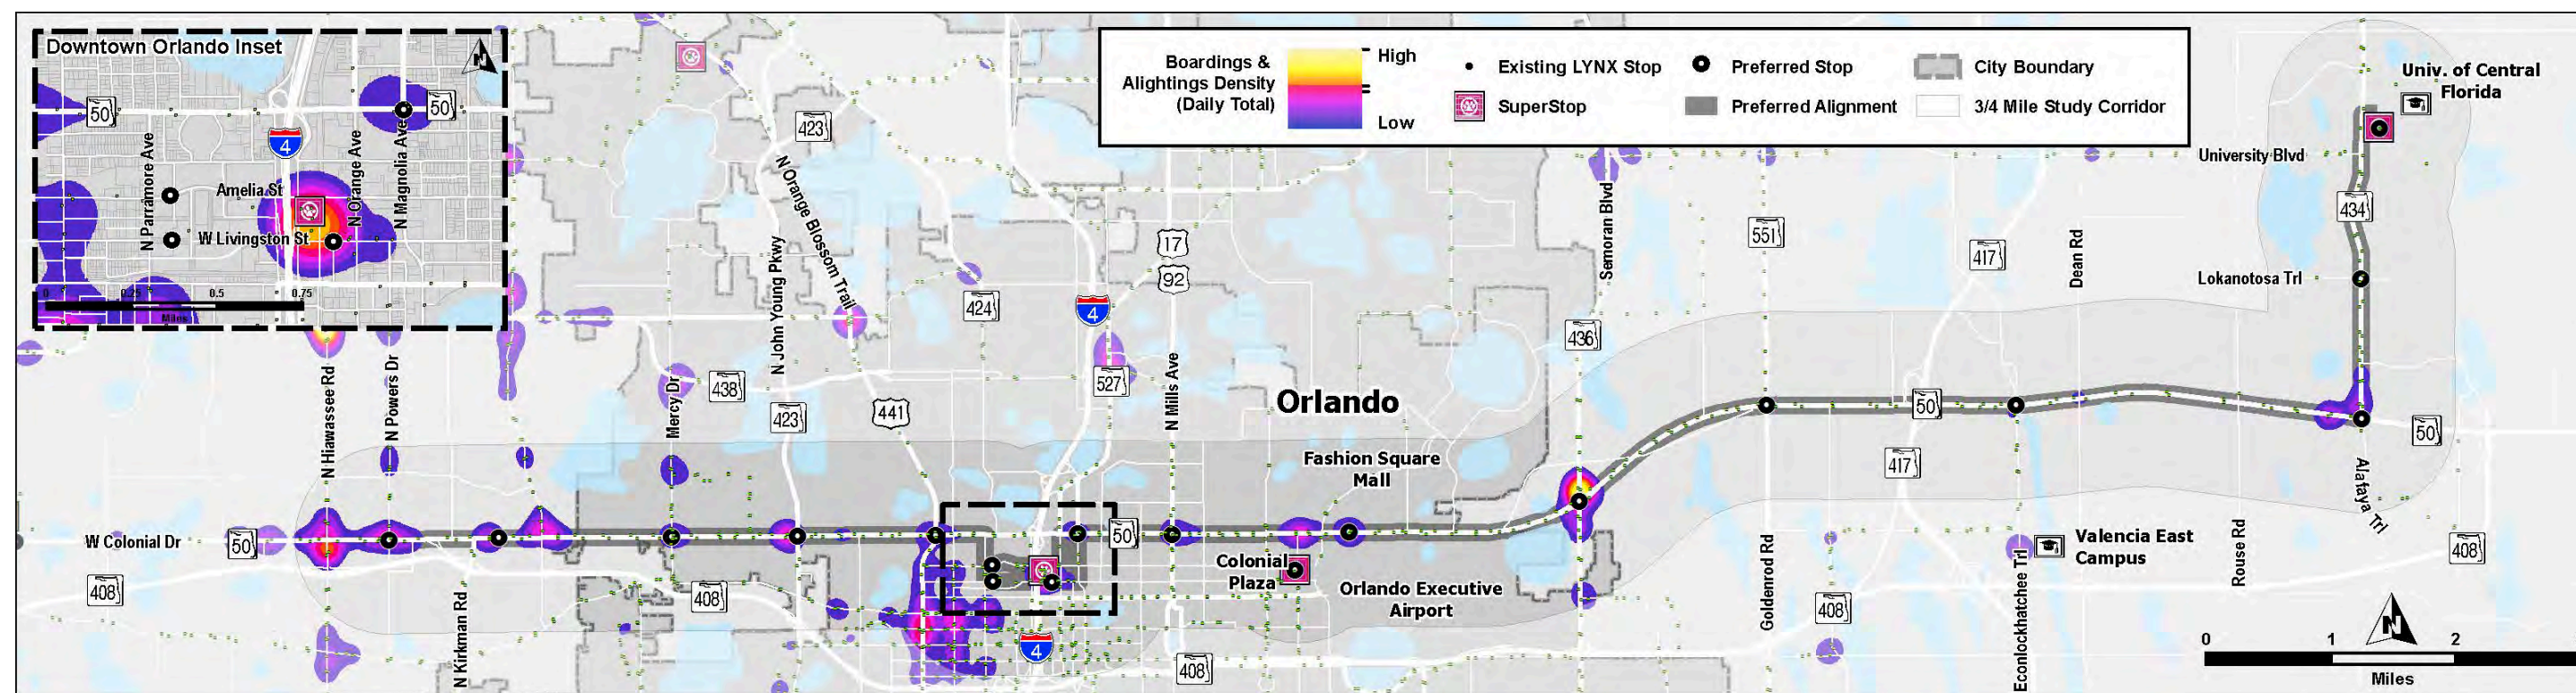 Downtown Orlando Inset
N
50
50
4
N Parramore Ave
N Orange Ave
N Magnolia Ave
Amelia St
W Livingston St
0
0.25
0.5
0.75
Miles
Boardings &
Alightings Density
(Daily Total)
High
Low
Existing LYNX Stop
SuperStop
Preferred Stop
Preferred Alignment
City Boundary
3/4 Mile Study Corridor
Univ. of Central
Florida
University Blvd
434
Lokanotosa Trl
423
N Orange Blossom Trail
N John Young Pkwy
17
92
424
4
Semoran Blvd
551
417
Dean Rd
436
N Hiawassee Rd
N Powers Dr
Mercy Dr
438
423
441
527
N Mills Ave
Orlando
Fashion Square
Mall
50
50
417
Alafaya Trl
W Colonial Dr
50
50
Colonial
Plaza
Orlando Executive
Airport
Goldenrod Rd
Econlockhatchee Trl
Valencia East
Campus
Rouse Rd
408
408
N Kirkman Rd
408
4
408
408
N
0
1
2
Miles